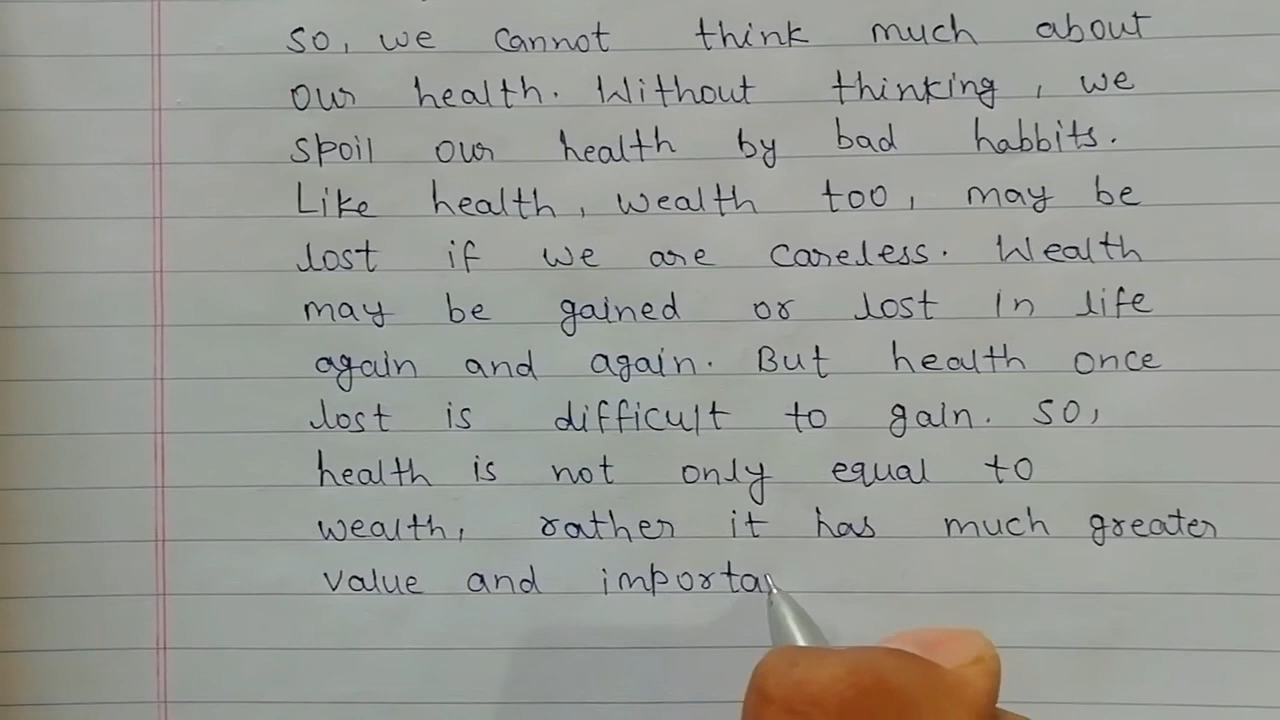 So, we cannot think much about
our health. Without thinking, we
spoil our health by bad habbits.
Like health, wealth too, may be
lost if we are careless. Wealth
may be gained or lost in life
again and again. But health once
lost is difficult to gain. So,
health is not only equal to
wealth, rather it has much greater
value and importa